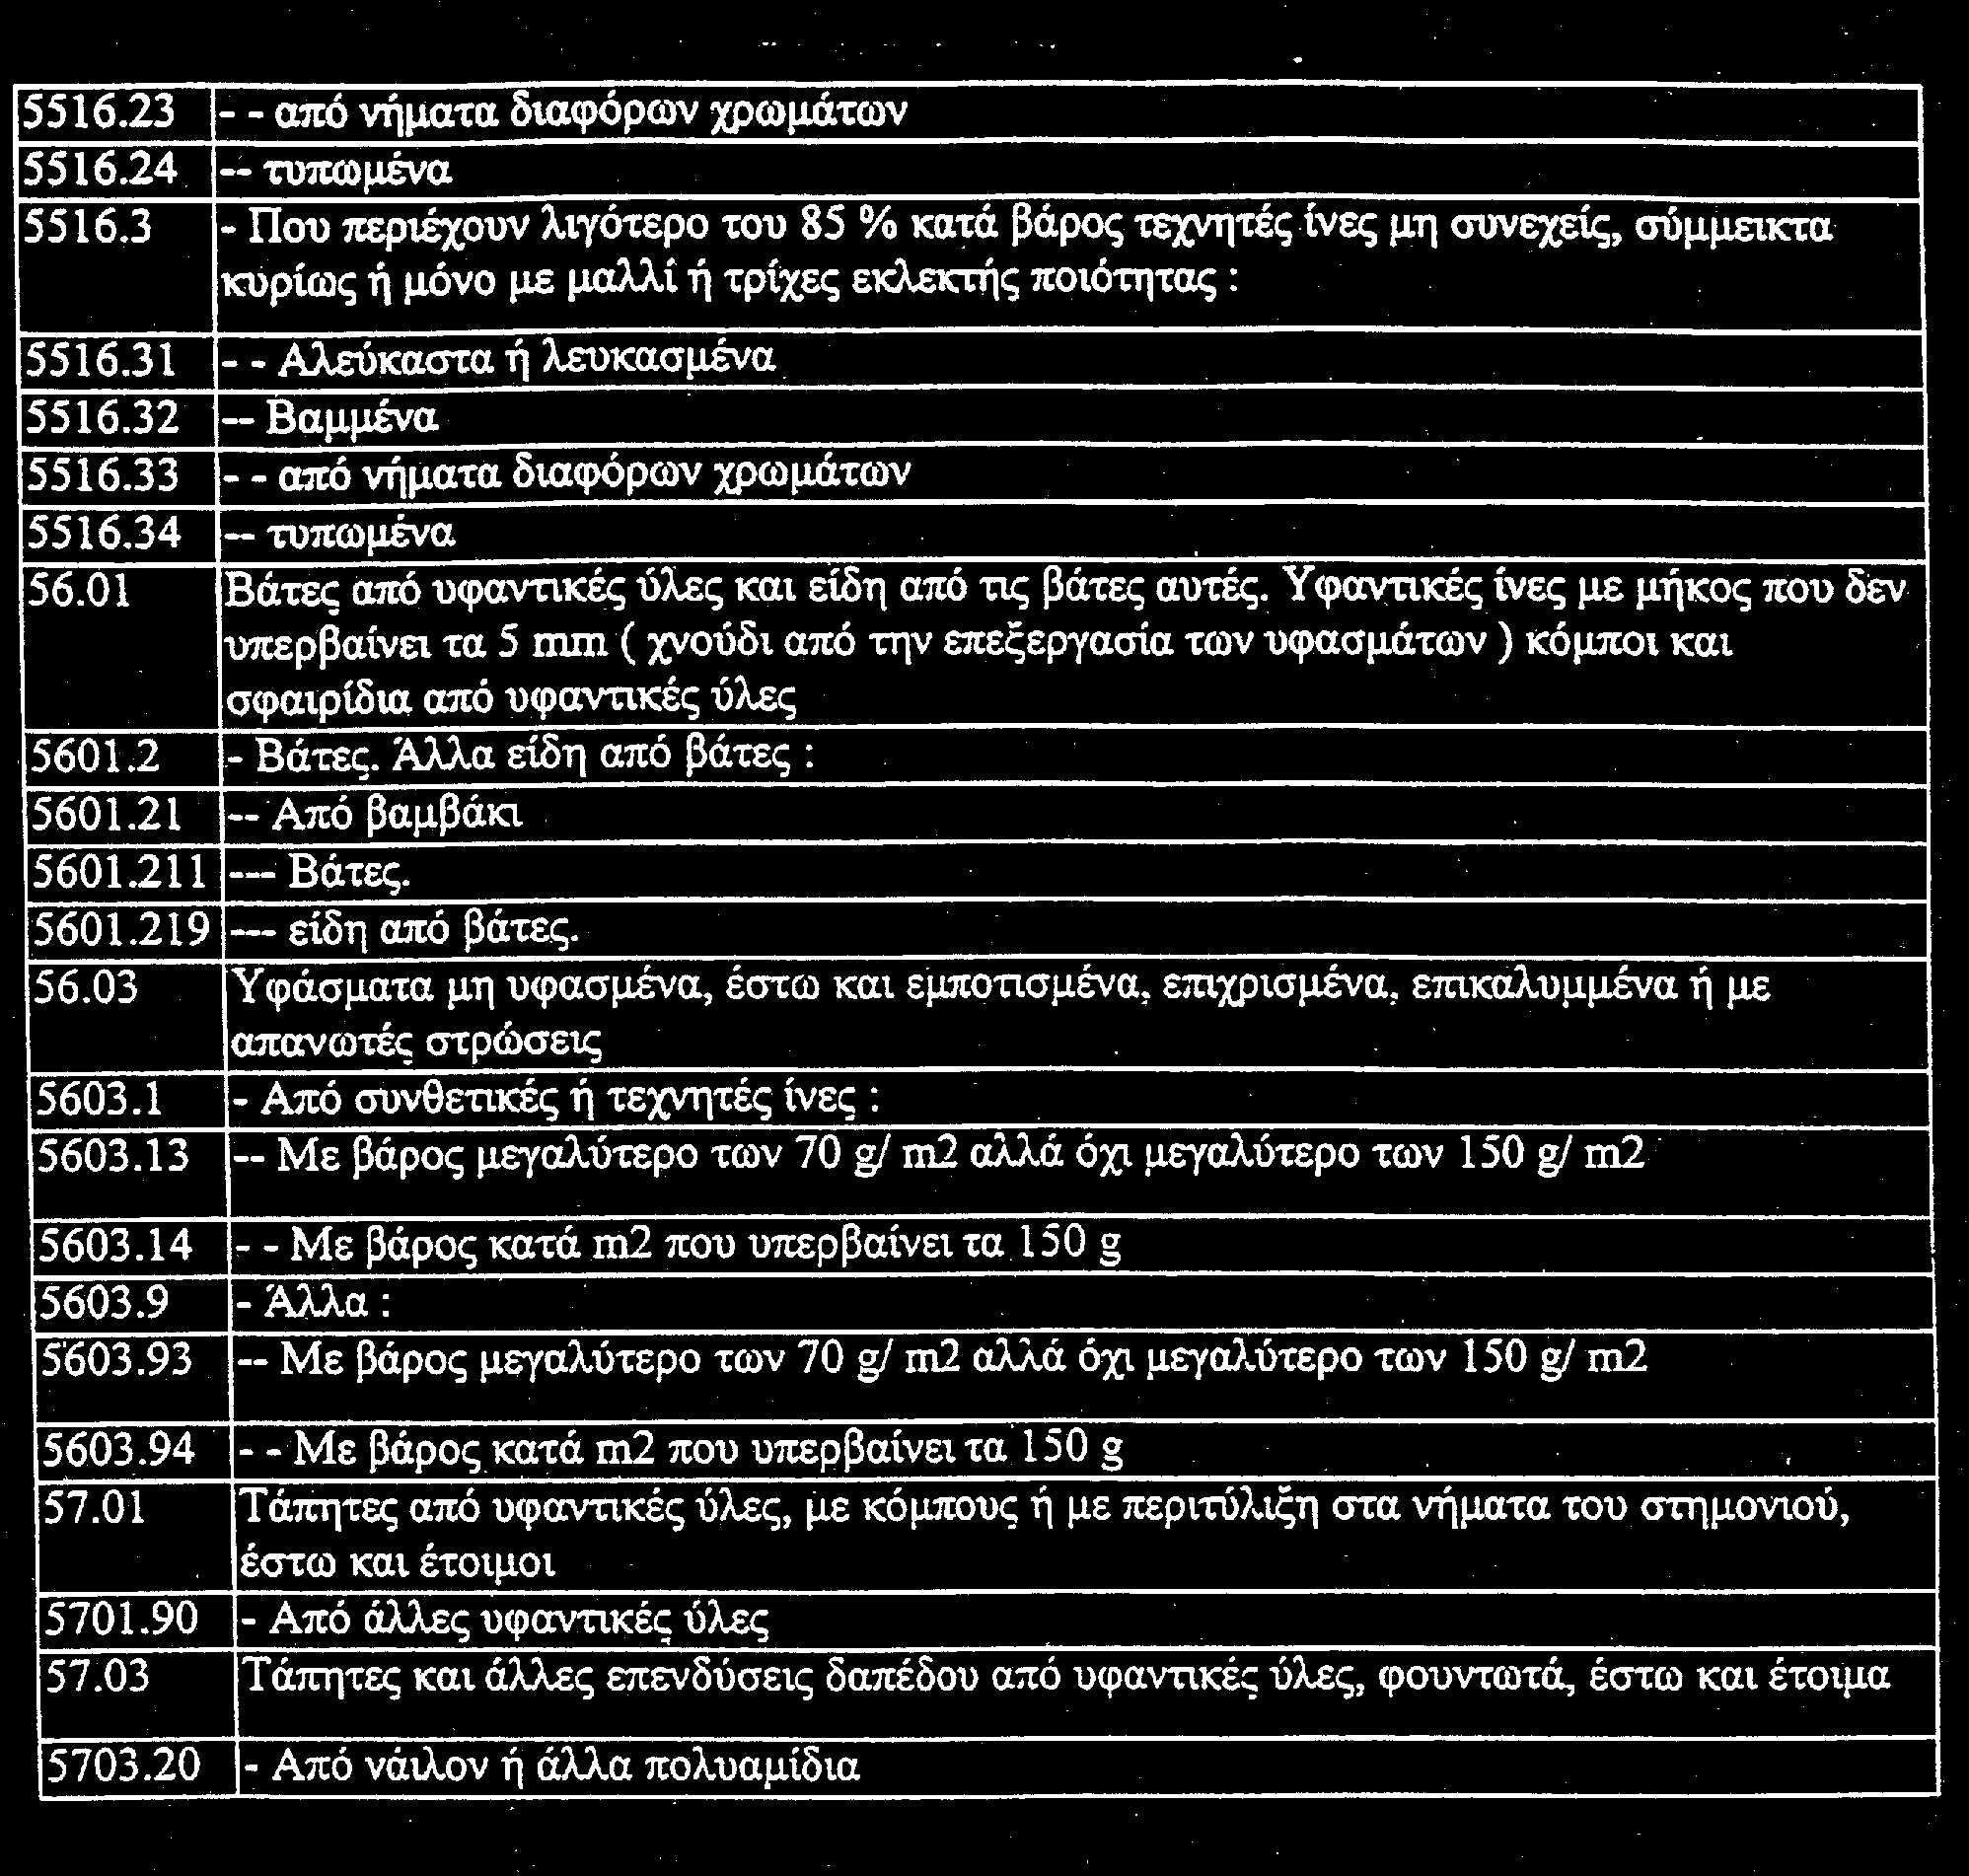 5516.23 - - από νήματα διαφόρων χρωμάτων
5516.24 -- τυπωμένα
5516.3 - Που περιέχουν λιγότερο του 85 % κατά βάρος τεχνητές ίνες μη συνεχείς, σύμμεικτα
κυρίως ή μόνο με μαλλί ή τρίχες εκλεκτής ποιότητας :
5516.31 - - Αλεύκαστα ή λευκασμένα
5516.32 -- Βαμμένα
5516.33 - - από νήματα διαφόρων χρωμάτων
5516.34 -- τυπωμένα
56.01 Βάτες από υφαντικές ύλες και είδη από τις βάτες αυτές. Υφαντικές ίνες με μήκος που δεν
υπερβαίνει τα 5 mm ( χνούδι από την επεξεργασία των υφασμάτων ) κόμποι και
σφαιρίδια από υφαντικές ύλες
5601.2 - Βάτες. Άλλα είδη από βάτες :
5601.21 -- Από βαμβάκι
5601.211 --- Βάτες.
5601.219 --- είδη από βάτες.
56.03 Υφάσματα μη υφασμένα, έστω και εμποτισμένα, επιχρισμένα, επικαλυμμένα ή με
απανωτές στρώσεις
5603.1 - Από συνθετικές ή τεχνητές ίνες :
5603.13 -- Με βάρος μεγαλύτερο των 70 g/ m2 αλλά όχι μεγαλύτερο των 150 g/ m2
5603.14 - - Με βάρος κατά m2 που υπερβαίνει τα 150 g
5603.9 - Άλλα :
5603.93 -- Με βάρος μεγαλύτερο των 70 g/ m2 αλλά όχι μεγαλύτερο των 150 g/ m2
5603.94 - - Με βάρος κατά m2 που υπερβαίνει τα 150 g
57.01 Τάπητες από υφαντικές ύλες, με κόμπους ή με περιτύλιξη στα νήματα του στημονιού,
έστω και έτοιμοι
5701.90 - Από άλλες υφαντικές ύλες
57.03 Τάπητες και άλλες επενδύσεις δαπέδου από υφαντικές ύλες, φουντωτά, έστω και έτοιμα
5703.20 - Από νάιλον ή άλλα πολυαμίδια